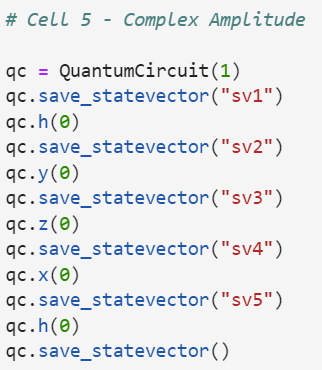 # Cell 5 - Complex Amplitude
qc = QuantumCircuit(1)
qc.save_statevector("sv1")
qc.h(0)
qc.save_statevector("sv2")
qc.y(0)
qc.save_statevector("sv3")
qc.z(0)
qc.save_statevector("sv4")
qc.x(0)
qc.save_statevector("sv5")
qc.h(0)
qc.save_statevector()